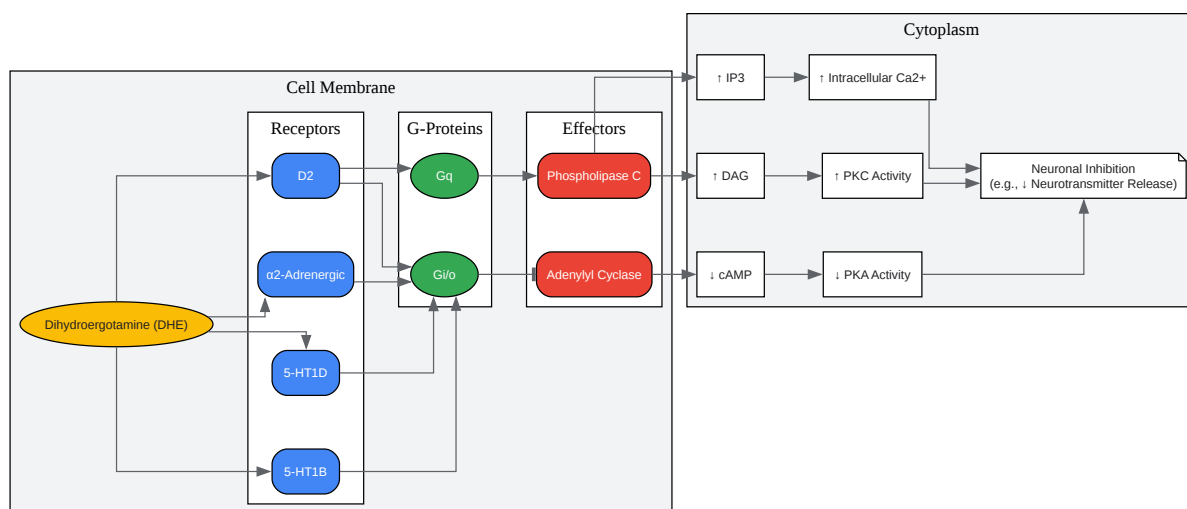 Cytoplasm
↑ IP3
↑ Intracellular Ca2+
Cell Membrane
Receptors
G-Proteins
Effectors
D2
Gq
Phospholipase C
↑ DAG
↑ PKC Activity
Neuronal Inhibition
(e.g., ↓ Neurotransmitter Release)
α2-Adrenergic
Gi/o
Adenylyl Cyclase
↓ cAMP
↓ PKA Activity
Dihydroergotamine (DHE)
5-HT1D
5-HT1B